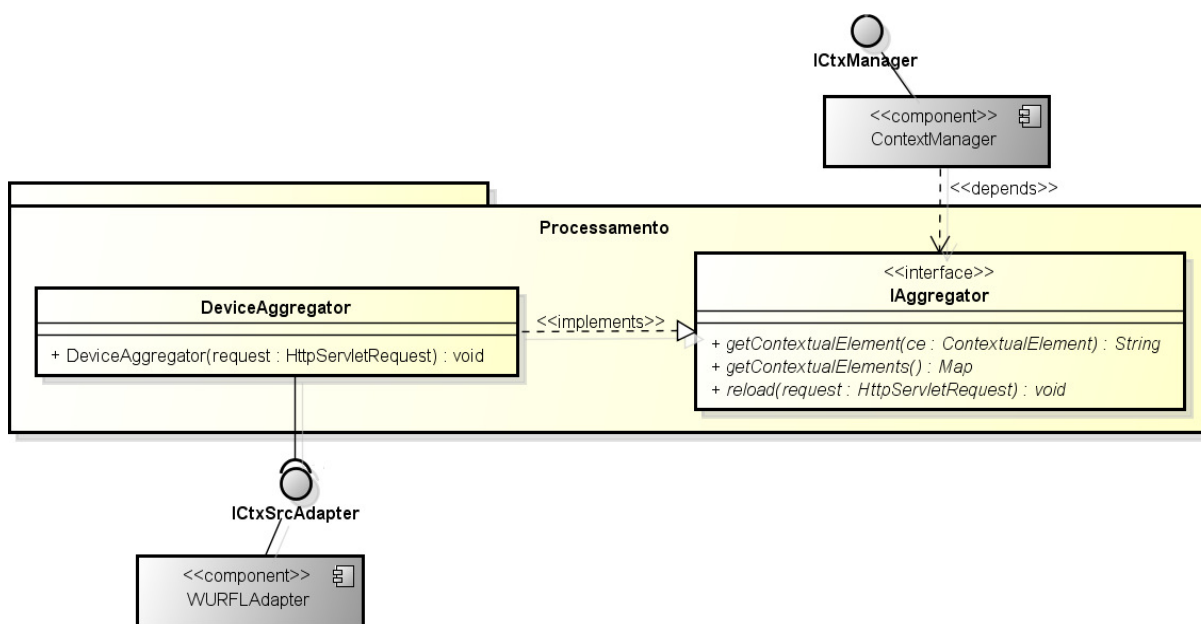 ICtxManager
<<component>>
ContextManager
<<depends>>
Processamento
<<interface>>
IAggregator
+ getContextualElement(ce : ContextualElement) : String
+ getContextualElements() : Map
+ reload(request : HttpServletRequest) : void
DeviceAggregator
+ DeviceAggregator(request : HttpServletRequest) : void
<<implements>>
ICtxSrcAdapter
<<component>>
WURFLAdapter